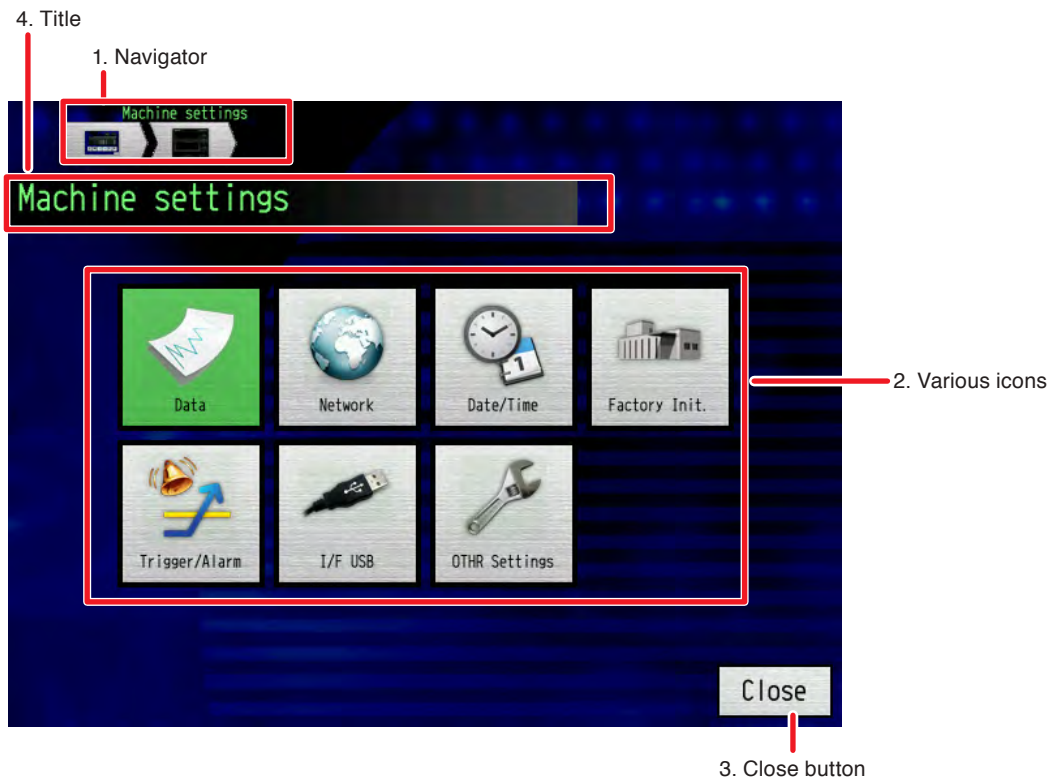 4. Title
1. Navigator
Machine settings
Machine settings
Data
Network
Date/Time
1
Factory Init.
2. Various icons
Trigger/Alarm
I/F USB
OTHR Settings
Close
3. Close button